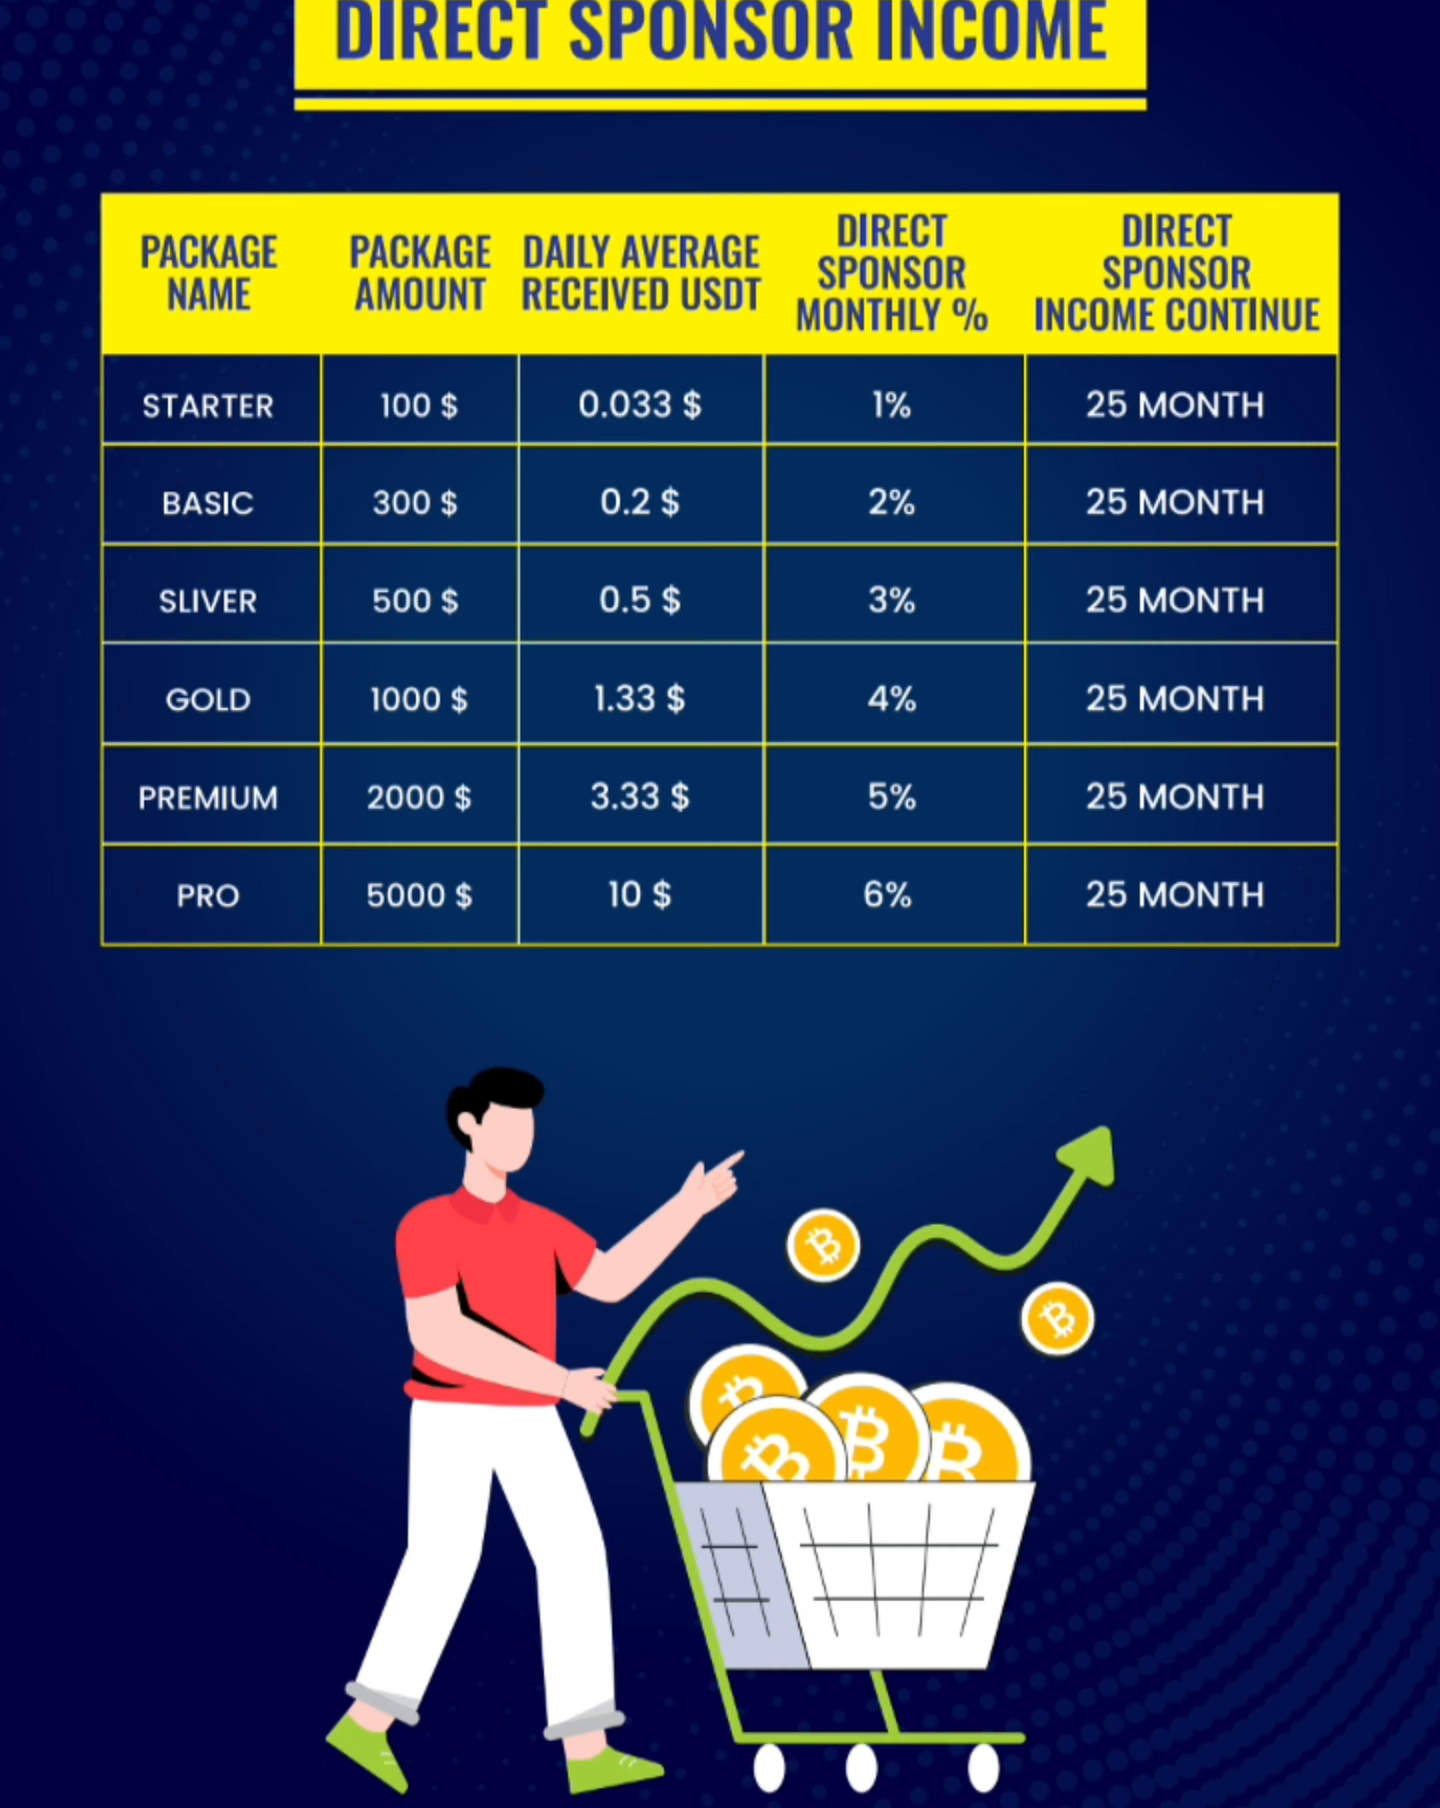 DIRECT SPONSOR INCOME
PACKAGE NAME
PACKAGE AMOUNT
DAILY AVERAGE RECEIVED USDT
DIRECT SPONSOR MONTHLY %
DIRECT SPONSOR INCOME CONTINUE
STARTER 100 $ 0.033 $ 1% 25 MONTH
BASIC 300 $ 0.2 $ 2% 25 MONTH
SLIVER 500 $ 0.5 $ 3% 25 MONTH
GOLD 1000 $ 1.33 $ 4% 25 MONTH
PREMIUM 2000 $ 3.33 $ 5% 25 MONTH
PRO 5000 $ 10 $ 6% 25 MONTH